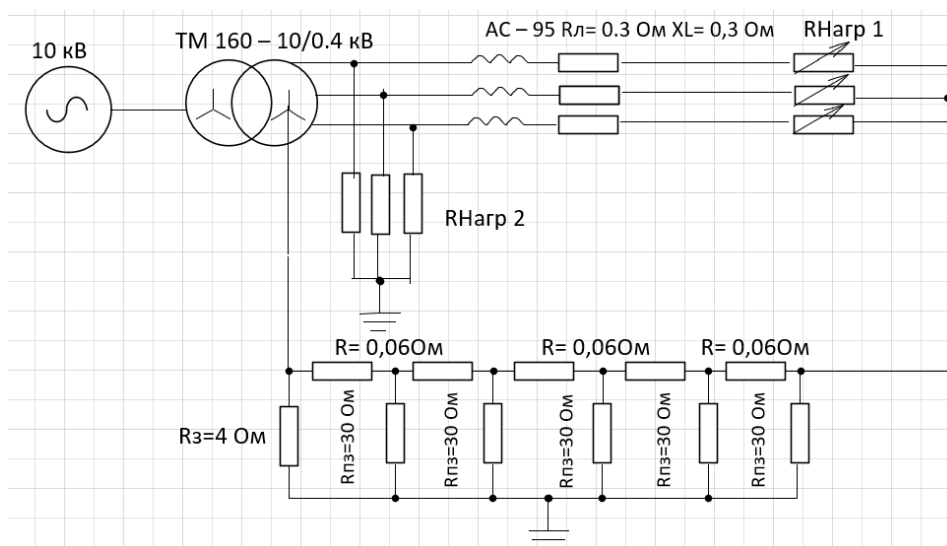 10 кВ
ТМ 160 – 10/0.4 кВ
АС – 95 Rл= 0.3 Ом XL= 0,3 Ом
RНагр 1
RНагр 2
R= 0,06Ом
R= 0,06Ом
R= 0,06Ом
Rз=4 Ом
Rпз=30 Ом
Rпз=30 Ом
Rпз=30 Ом
Rпз=30 Ом
Rпз=30 Ом